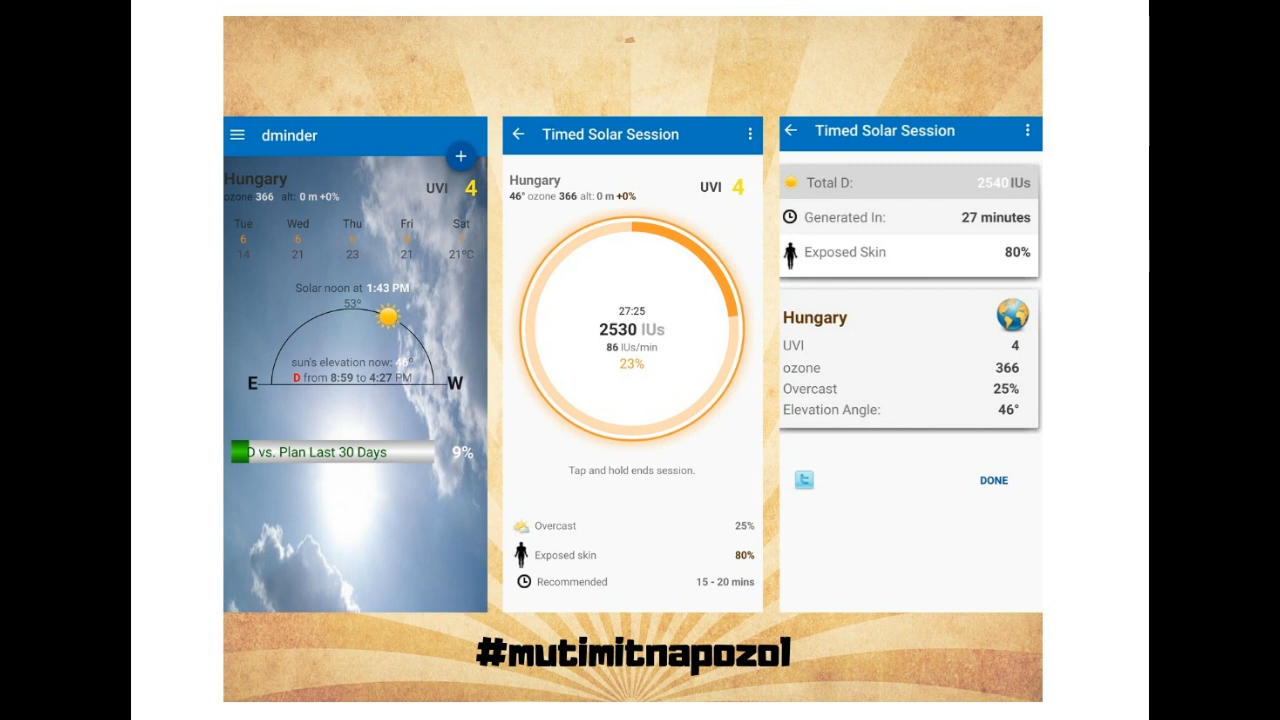 dminder
+
Hungary
ozone 366 alt: 0 m +0%
UVI 4
Tue Wed Thu Fri Sat
6 6
14 21 23 21 21°C
Solar noon at 1:43 PM
53°
sun's elevation now: 46°
D from 8:59 to 4:27 PM
E W
D vs. Plan Last 30 Days 9%
Timed Solar Session
Hungary
46° ozone 366 alt: 0 m +0%
UVI 4
27:25
2530 IUs
86 IUs/min
23%
Tap and hold ends session.
Overcast 25%
Exposed skin 80%
Recommended 15 - 20 mins
Timed Solar Session
Total D: 2540 IUs
Generated In: 27 minutes
Exposed Skin 80%
Hungary
UVI 4
ozone 366
Overcast 25%
Elevation Angle: 46°
DONE
#mutimitnapozol